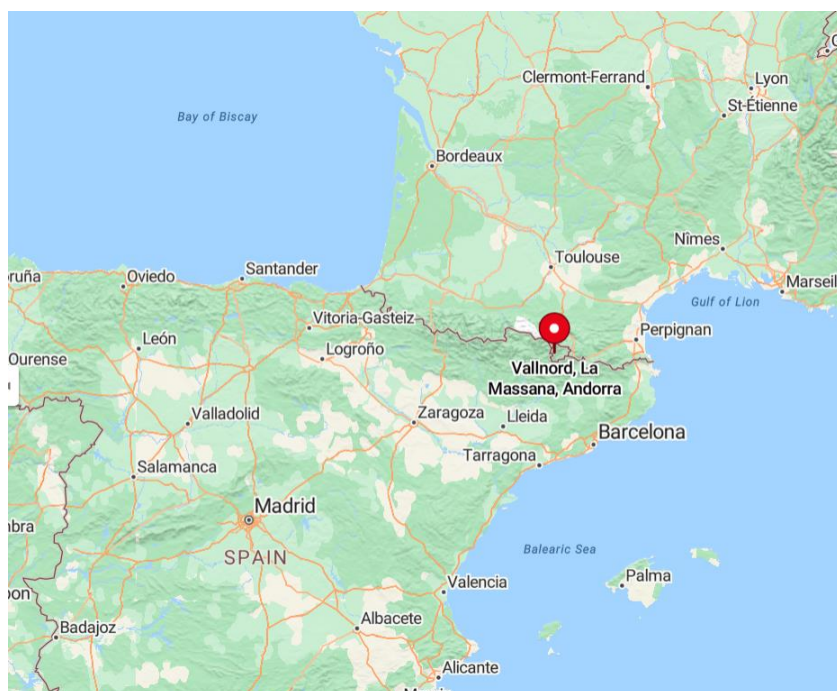 Clermont-Ferrand
Lyon
St-Étienne
Bay of Biscay
Bordeaux
Nîmes
Toulouse
Santander
Oviedo
Marseil
Gulf of Lion
Vitoria-Gasteiz
Perpignan
León
Logroño
Ourense
Vallnord, La
Massana, Andorra
Valladolid
Zaragoza
Lleida
Barcelona
Tarragona
Salamanca
Madrid
SPAIN
Balearic Sea
Palma
Valencia
Albacete
Badajoz
Alicante